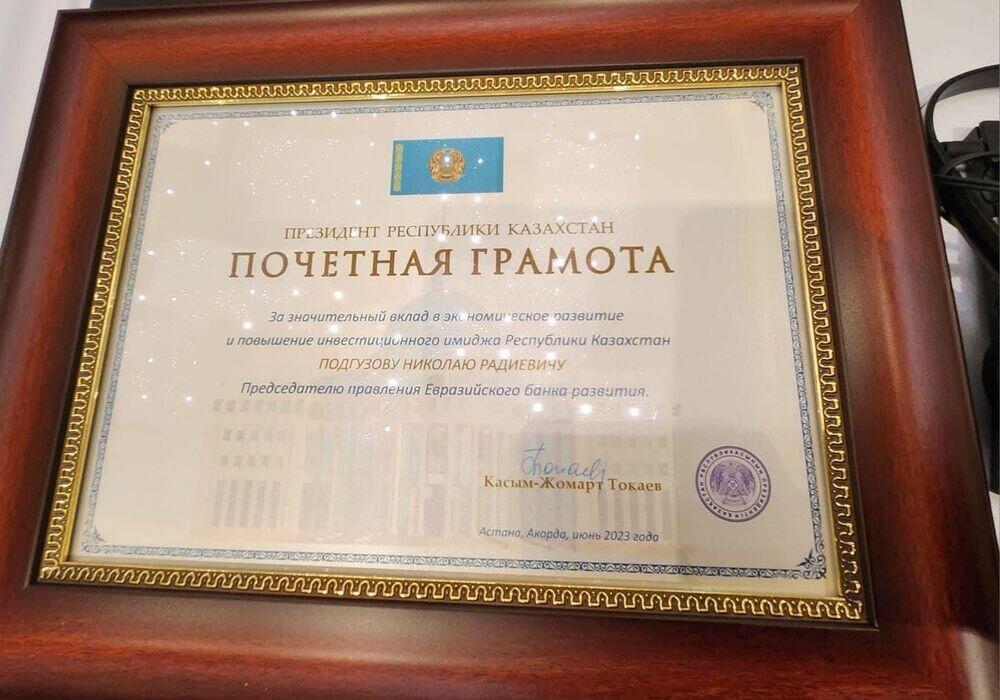 ПРЕЗИДЕНТ РЕСПУБЛИКИ КАЗАХСТАН
ПОЧЕТНАЯ ГРАМОТА
За значительный вклад в экономическое развитие
и повышение инвестиционного имиджа Республики Казахстан
ПОДГУЗОВУ НИКОЛАЮ РАДИЕВИЧУ
Председателю правления Евразийского банка развития.
Касым-Жомарт Токаев
Астана, Акорда, июнь 2023 года